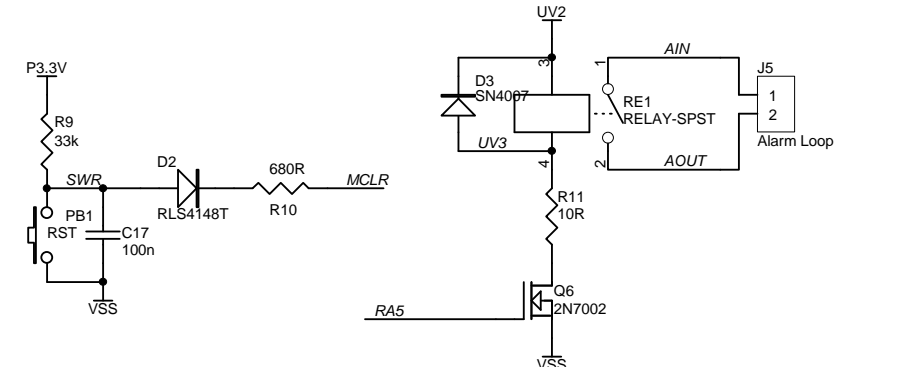 P3.3V
R9
33k
SWR
PB1
RST
C17
100n
VSS
D2
RLS4148T
680R
R10
MCLR
UV2
3
D3
SN4007
UV3
4
1
RE1
RELAY-SPST
2
AIN
AOUT
J5
1
2
Alarm Loop
R11
10R
RA5
Q6
2N7002
VSS